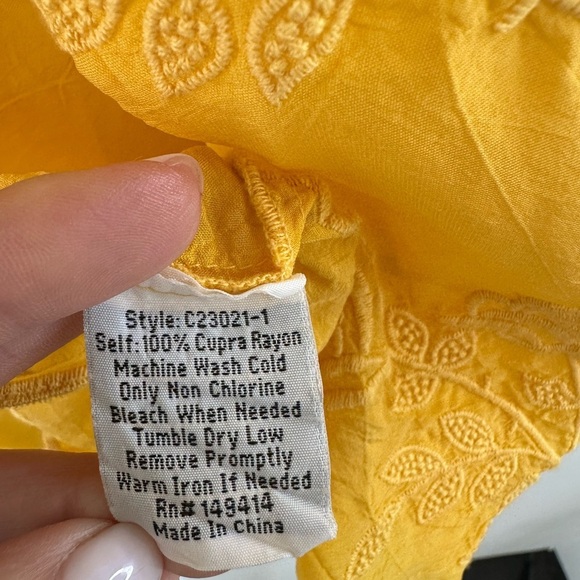 Style: C23021-1
Self: 100% Cupra Rayon
Machine Wash Cold
Only Non Chlorine
Bleach When Needed
Tumble Dry Low
Remove Promptly
Warm Iron If Needed
Rn# 149414
Made In China